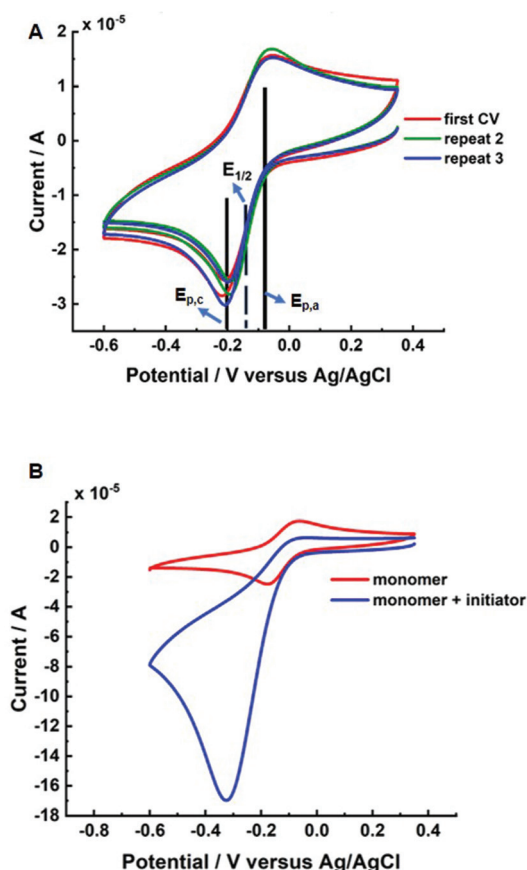 A
x 10⁻⁵
2
1
0
-1
-2
-3
Current / A
first CV
repeat 2
repeat 3
E1/2
Ep,c
Ep,a
-0.6 -0.4 -0.2 0.0 0.2 0.4
Potential / V versus Ag/AgCl
B
x 10⁻⁵
2
0
-2
-4
-6
-8
-10
-12
-14
-16
-18
Current / A
monomer
monomer + initiator
-0.8 -0.6 -0.4 -0.2 0.0 0.2 0.4
Potential / V versus Ag/AgCl